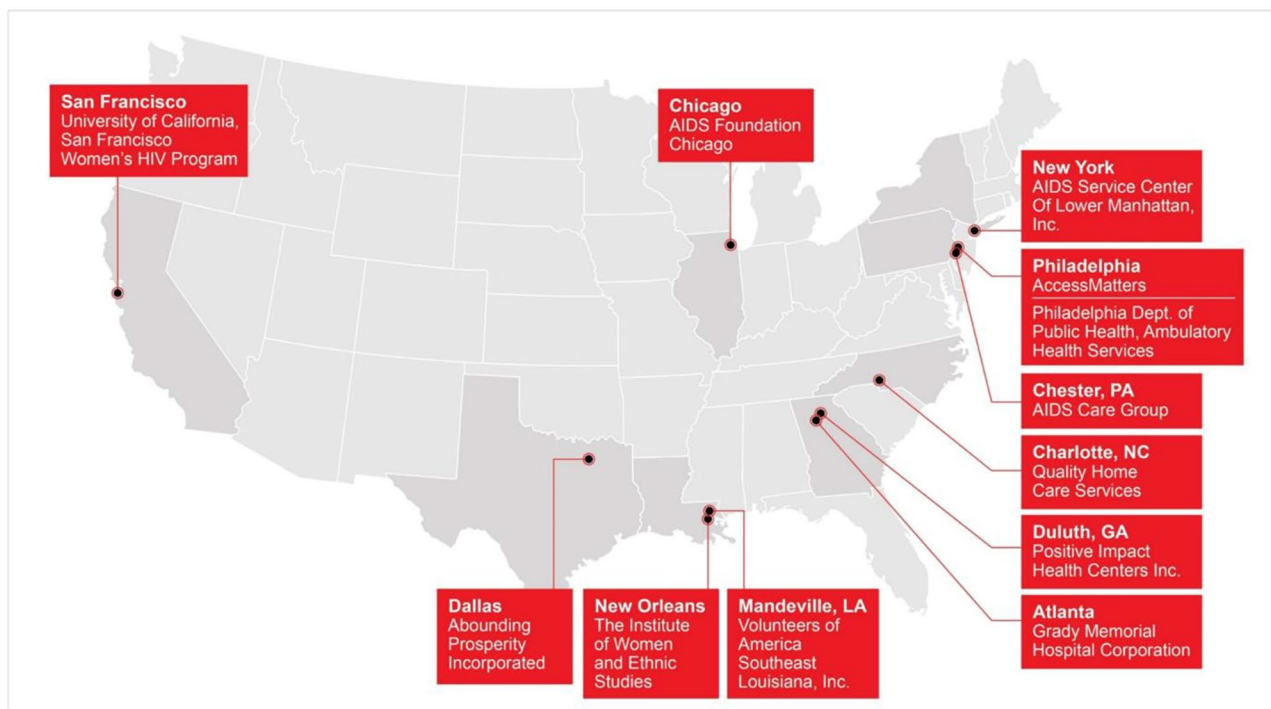 San Francisco
University of California,
San Francisco
Women's HIV Program
Chicago
AIDS Foundation
Chicago
New York
AIDS Service Center
Of Lower Manhattan,
Inc.
Philadelphia
AccessMatters
Philadelphia Dept. of
Public Health, Ambulatory
Health Services
Chester, PA
AIDS Care Group
Charlotte, NC
Quality Home
Care Services
Duluth, GA
Positive Impact
Health Centers Inc.
Atlanta
Grady Memorial
Hospital Corporation
Dallas
Abounding
Prosperity
Incorporated
New Orleans
The Institute
of Women
and Ethnic
Studies
Mandeville, LA
Volunteers of
America
Southeast
Louisiana, Inc.